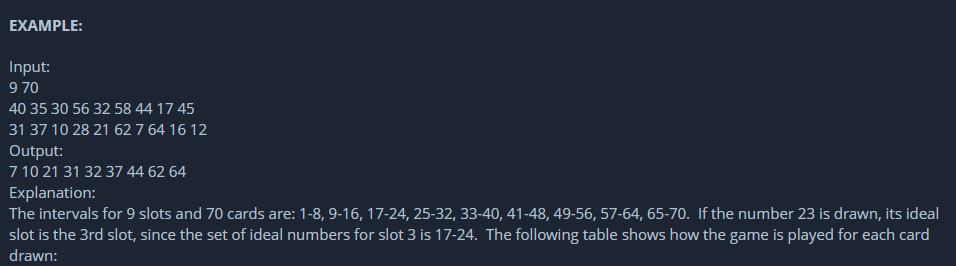 EXAMPLE:
Input:
9 70
40 35 30 56 32 58 44 17 45
31 37 10 28 21 62 7 64 16 12
Output:
7 10 21 31 32 37 44 62 64
Explanation:
The intervals for 9 slots and 70 cards are: 1-8, 9-16, 17-24, 25-32, 33-40, 41-48, 49-56, 57-64, 65-70.  If the number 23 is drawn, its ideal
slot is the 3rd slot, since the set of ideal numbers for slot 3 is 17-24.  The following table shows how the game is played for each card
drawn: